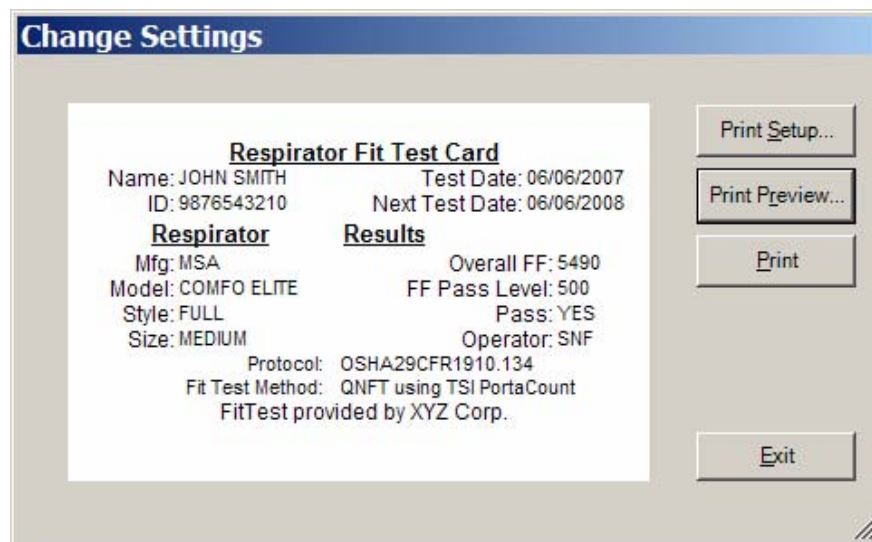 Change Settings
Respirator Fit Test Card
Name: JOHN SMITH Test Date: 06/06/2007
ID: 9876543210 Next Test Date: 06/06/2008
Respirator Results
Mfg: MSA Overall FF: 5490
Model: COMFO ELITE FF Pass Level: 500
Style: FULL Pass: YES
Size: MEDIUM Operator: SNF
Protocol: OSHA29CFR1910.134
Fit Test Method: QNFT using TSI PortaCount
FitTest provided by XYZ Corp.
Print Setup...
Print Preview...
Print
Exit